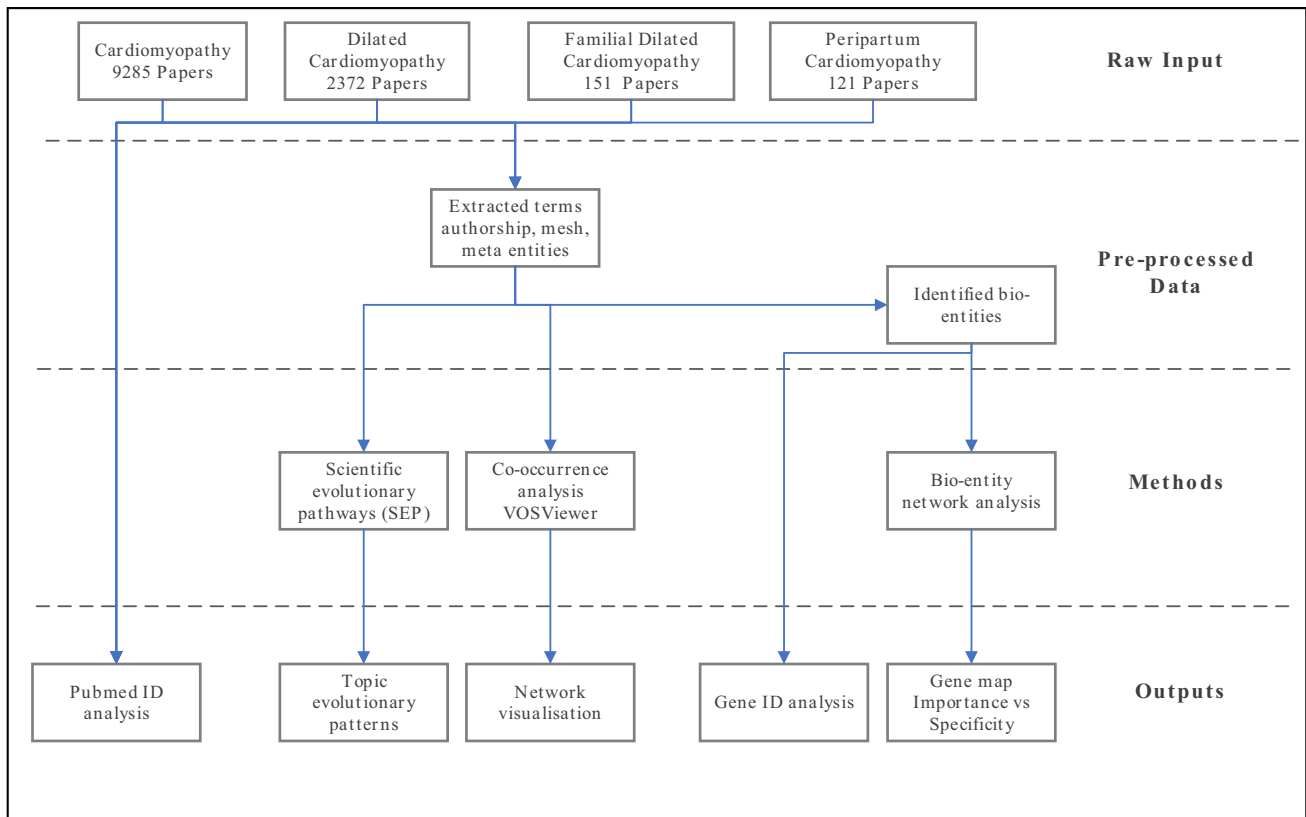 Cardiomyopathy
9285 Papers
Dilated
Cardiomyopathy
2372 Papers
Familial Dilated
Cardiomyopathy
151 Papers
Peripartum
Cardiomyopathy
121 Papers
Raw Input
Extracted terms
authorship, mesh,
meta entities
Identified bio-
entities
Pre-processed
Data
Scientific
evolutionary
pathways (SEP)
Co-occurrence
analysis
VOSViewer
Bio-entity
network analysis
Methods
Pubmed ID
analysis
Topic
evolutionary
patterns
Network
visualisation
Gene ID analysis
Gene map
Importance vs
Specificity
Outputs